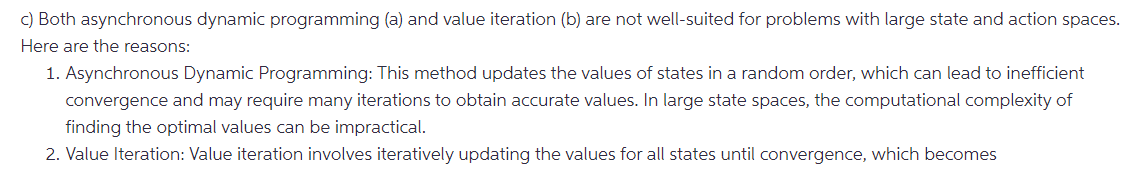 c) Both asynchronous dynamic programming (a) and value iteration (b) are not well-suited for problems with large state and action spaces.
Here are the reasons:
1. Asynchronous Dynamic Programming: This method updates the values of states in a random order, which can lead to inefficient
convergence and may require many iterations to obtain accurate values. In large state spaces, the computational complexity of
finding the optimal values can be impractical.
2. Value Iteration: Value iteration involves iteratively updating the values for all states until convergence, which becomes